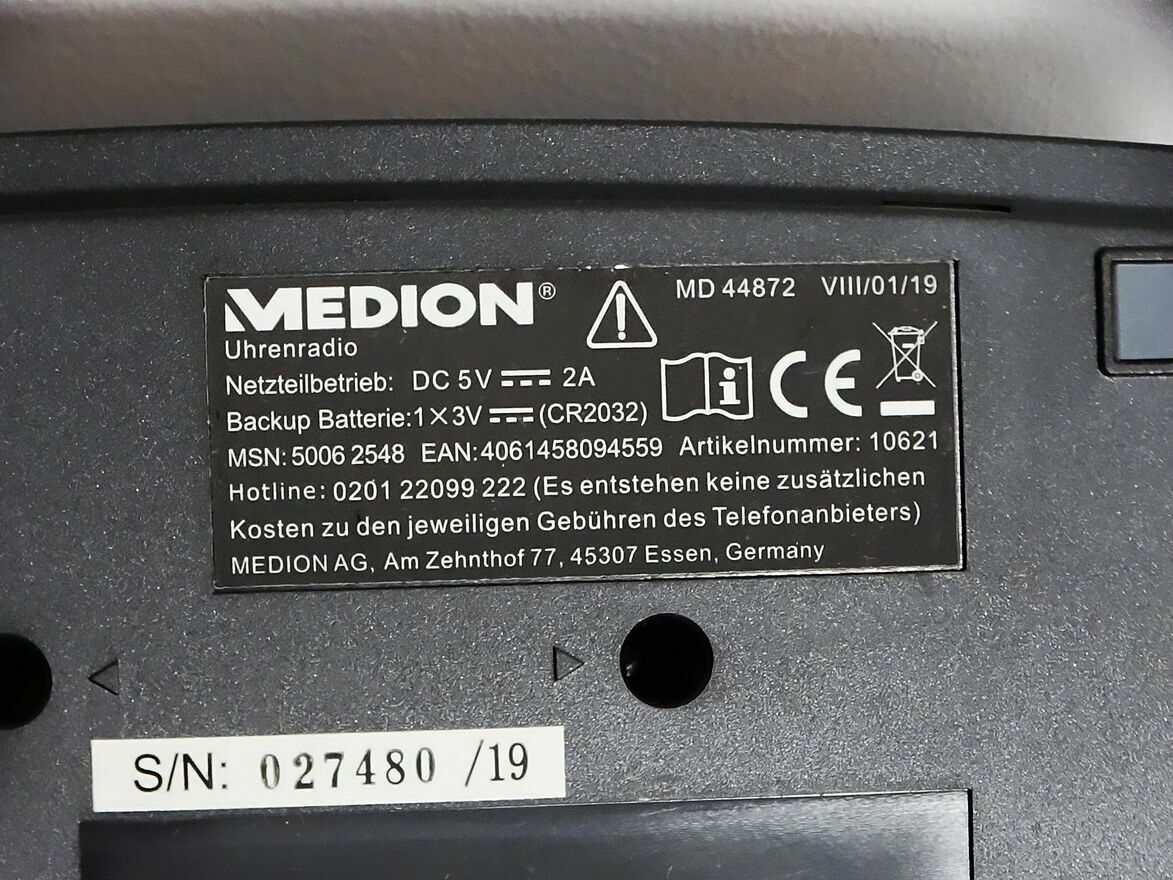 MEDION® MD 44872 VIII/01/19
Uhrenradio
Netzteilbetrieb: DC 5V ⎓ 2A
Backup Batterie:1×3V ⎓ (CR2032)
CE
MSN: 5006 2548 EAN:4061458094559 Artikelnummer: 10621
Hotline: 0201 22099 222 (Es entstehen keine zusätzlichen
Kosten zu den jeweiligen Gebühren des Telefonanbieters)
MEDION AG, Am Zehnthof 77, 45307 Essen, Germany
S/N: 027480 /19